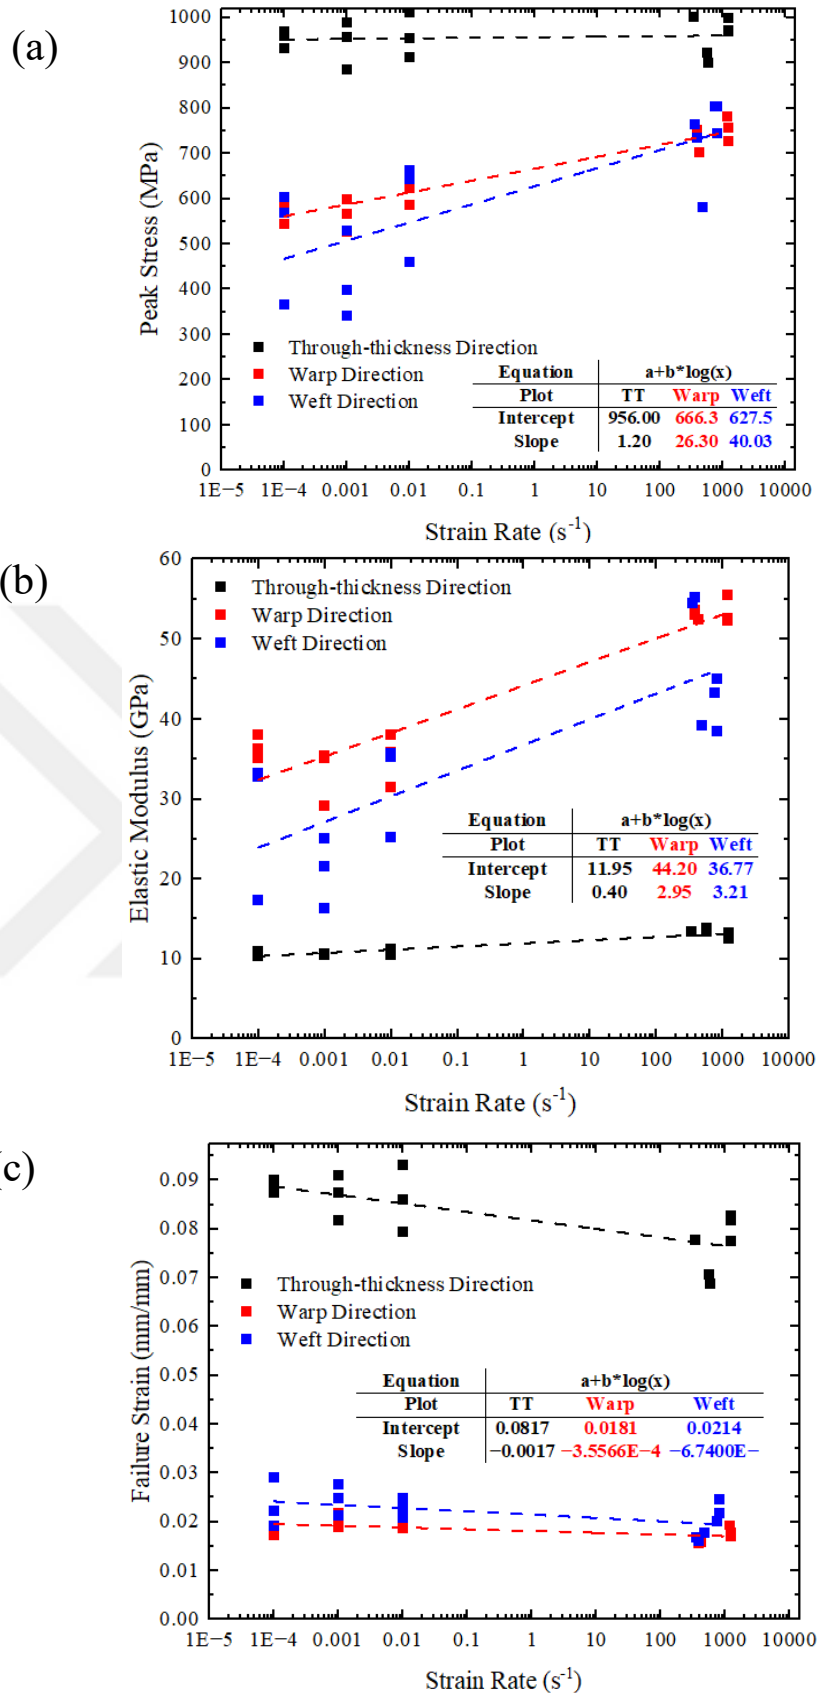 (a)
1000
900
800
700
600
500
400
300
200
100
0
Peak Stress (MPa)
Through-thickness Direction
Warp Direction
Weft Direction
Equation a+b*log(x)
Plot TT Warp Weft
Intercept 956.00 666.3 627.5
Slope 1.20 26.30 40.03
1E−5 1E−4 0.001 0.01 0.1 1 10 100 1000 10000
Strain Rate (s-1)
(b)
60
50
40
30
20
10
0
Elastic Modulus (GPa)
Through-thickness Direction
Warp Direction
Weft Direction
Equation a+b*log(x)
Plot TT Warp Weft
Intercept 11.95 44.20 36.77
Slope 0.40 2.95 3.21
1E−5 1E−4 0.001 0.01 0.1 1 10 100 1000 10000
Strain Rate (s-1)
c)
0.09
0.08
0.07
0.06
0.05
0.04
0.03
0.02
0.01
0.00
Failure Strain (mm/mm)
Through-thickness Direction
Warp Direction
Weft Direction
Equation a+b*log(x)
Plot TT Warp Weft
Intercept 0.0817 0.0181 0.0214
Slope −0.0017 −3.5566E−4 −6.7400E−
1E−5 1E−4 0.001 0.01 0.1 1 10 100 1000 10000
Strain Rate (s-1)